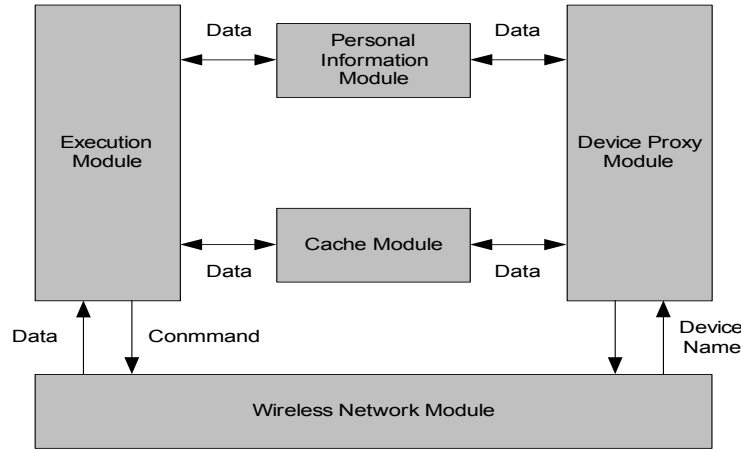 Data
Personal
Information
Module
Data
Execution
Module
Device Proxy
Module
Cache Module
Data
Data
Data
Conmmand
Device
Name
Wireless Network Module